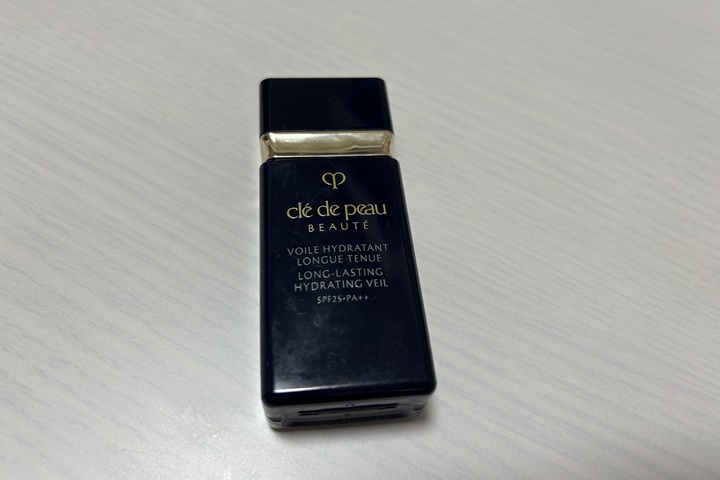 clé de peau
BEAUTÉ
VOILE HYDRATANT
LONGUE TENUE
LONG-LASTING
HYDRATING VEIL
SPF25•PA++